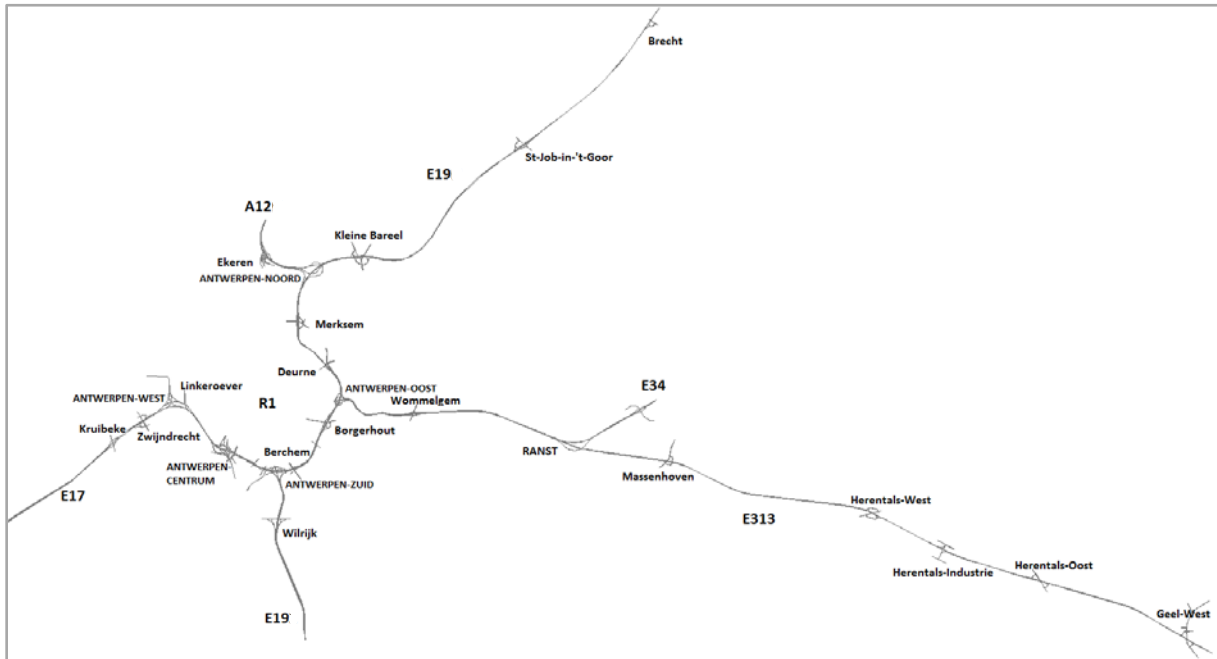 Brecht
St-Job-in-'t-Goor
E19
A12
Kleine Bareel
Ekeren
ANTWERPEN-NOORD
Merksem
Deurne
ANTWERPEN-OOST
E34
Linkeroever
ANTWERPEN-WEST
R1
Wommelgem
Kruibeke
Zwijndrecht
Borgerhout
Berchem
RANST
ANTWERPEN-
CENTRUM
Massenhoven
ANTWERPEN-ZUID
E17
Herentals-West
E313
Wilrijk
Herentals-Industrie
Herentals-Oost
Geel-West
E19